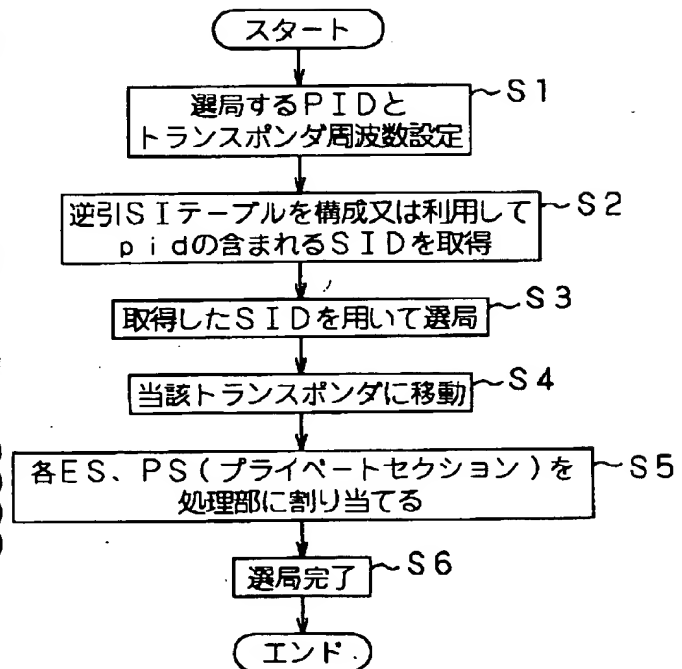 スタート
選局するPIDと
トランスポンダ周波数設定
S1
逆引SIテーブルを構成又は利用して
pidの含まれるSIDを取得
S2
取得したSIDを用いて選局
S3
当該トランスポンダに移動
S4
各ES、PS(プライベートセクション)を
処理部に割り当てる
S5
選局完了
S6
エンド